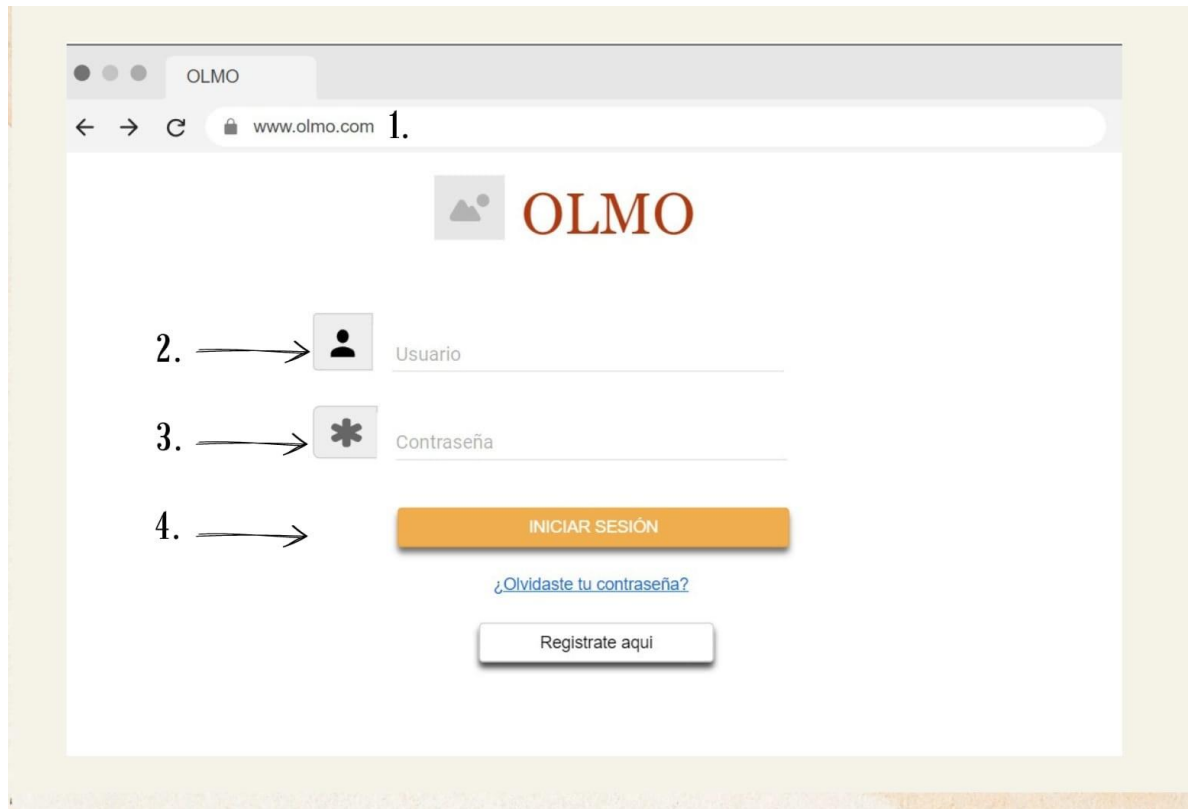 OLMO
www.olmo.com 1.
OLMO
2. Usuario
3. Contraseña
4. INICIAR SESIÓN
¿Olvidaste tu contraseña?
Registrate aqui